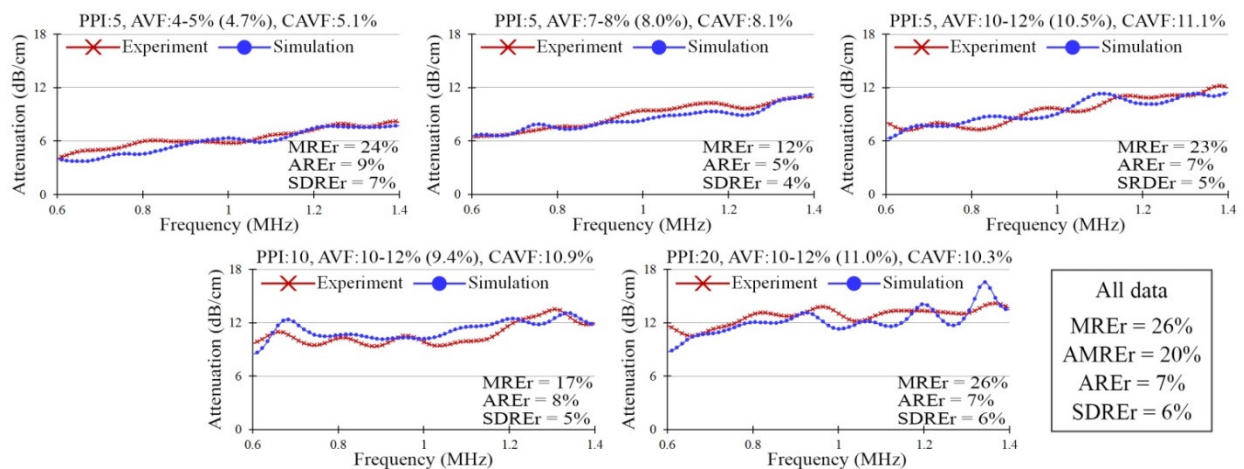 PPI:5, AVF:4-5% (4.7%), CAVF:5.1%
18
12
6
0
Attenuation (dB/cm)
Experiment Simulation
MREr = 24%
AREr = 9%
SDREr = 7%
0.6 0.8 1 1.2 1.4
Frequency (MHz)
PPI:5, AVF:7-8% (8.0%), CAVF:8.1%
18
12
6
0
Attenuation (dB/cm)
Experiment Simulation
MREr = 12%
AREr = 5%
SDREr = 4%
0.6 0.8 1 1.2 1.4
Frequency (MHz)
PPI:5, AVF:10-12% (10.5%), CAVF:11.1%
18
12
6
0
Attenuation (dB/cm)
Experiment Simulation
MREr = 23%
AREr = 7%
SRDEr = 5%
0.6 0.8 1 1.2 1.4
Frequency (MHz)
PPI:10, AVF:10-12% (9.4%), CAVF:10.9%
18
12
6
0
Attenuation (dB/cm)
Experiment Simulation
MREr = 17%
AREr = 8%
SDREr = 5%
0.6 0.8 1 1.2 1.4
Frequency (MHz)
PPI:20, AVF:10-12% (11.0%), CAVF:10.3%
18
12
6
0
Attenuation (dB/cm)
Experiment Simulation
MREr = 26%
AREr = 7%
SDREr = 6%
0.6 0.8 1 1.2 1.4
Frequency (MHz)
All data
MREr = 26%
AMREr = 20%
AREr = 7%
SDREr = 6%